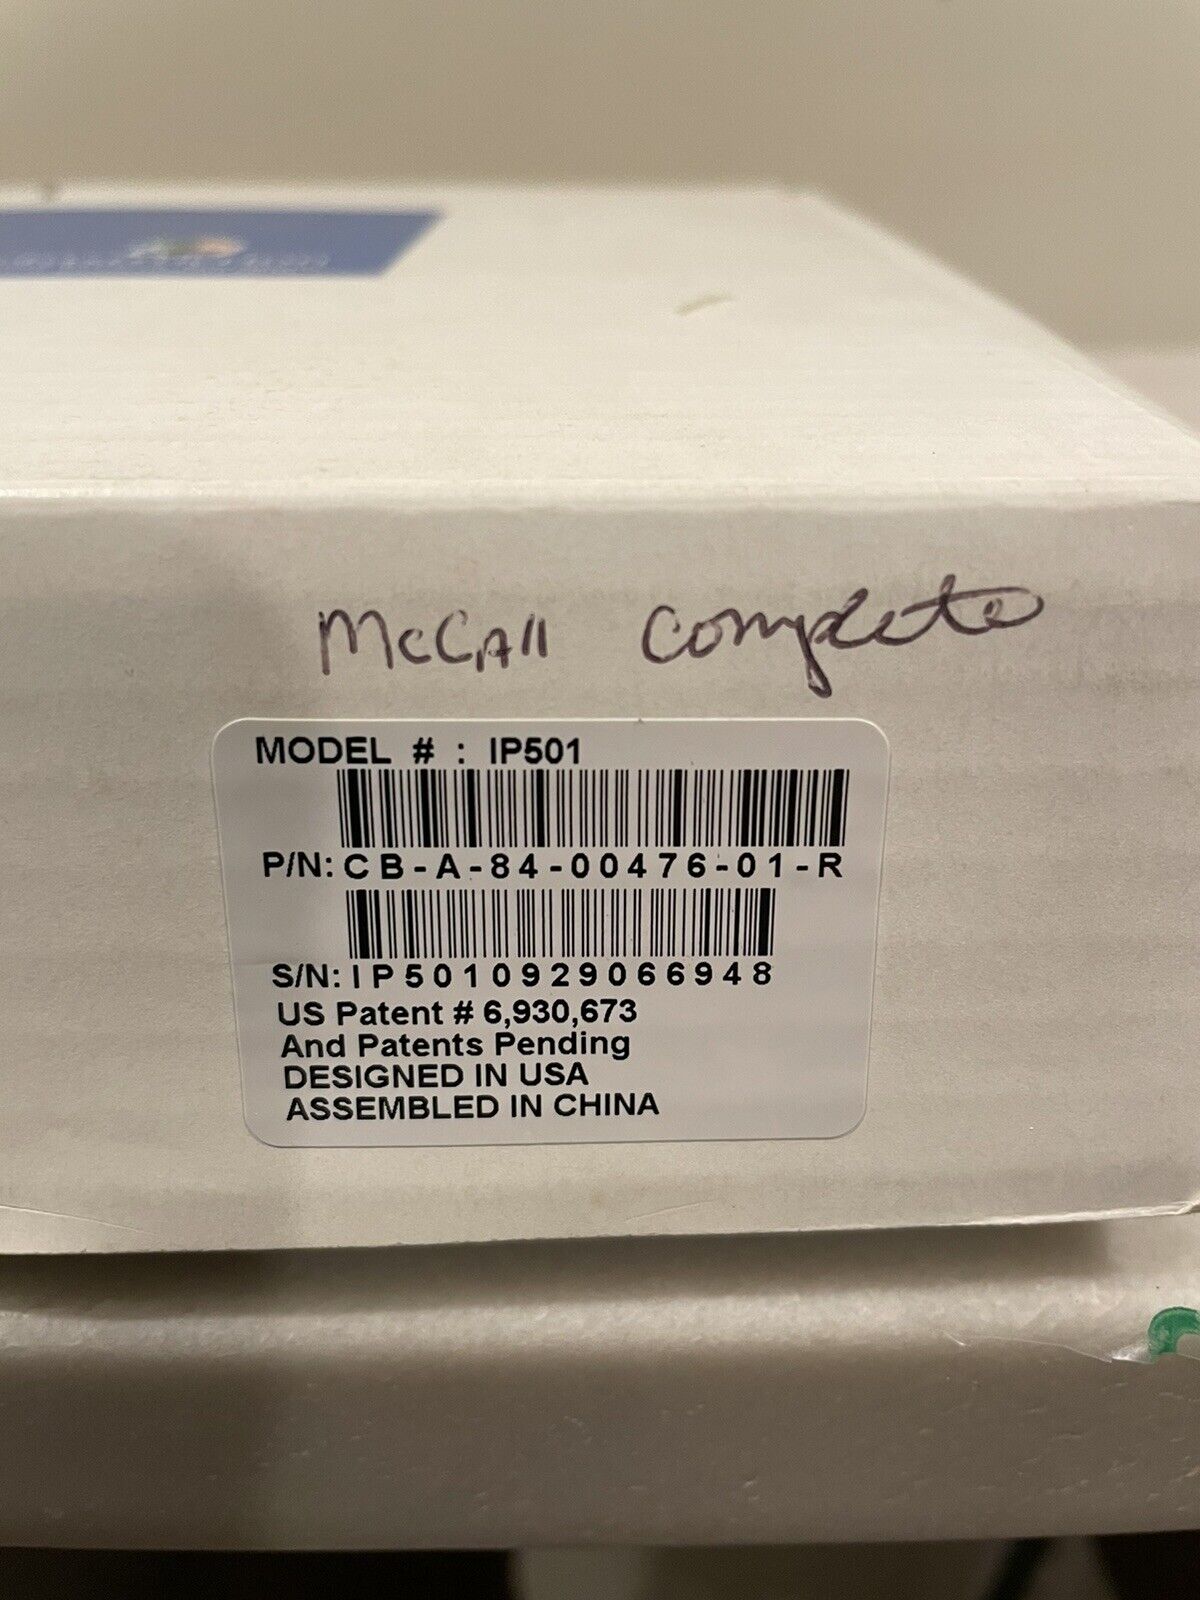 McCAll complete
MODEL # : IP501
P/N: CB-A-84-00476-01-R
S/N: IP5010929066948
US Patent # 6,930,673
And Patents Pending
DESIGNED IN USA
ASSEMBLED IN CHINA